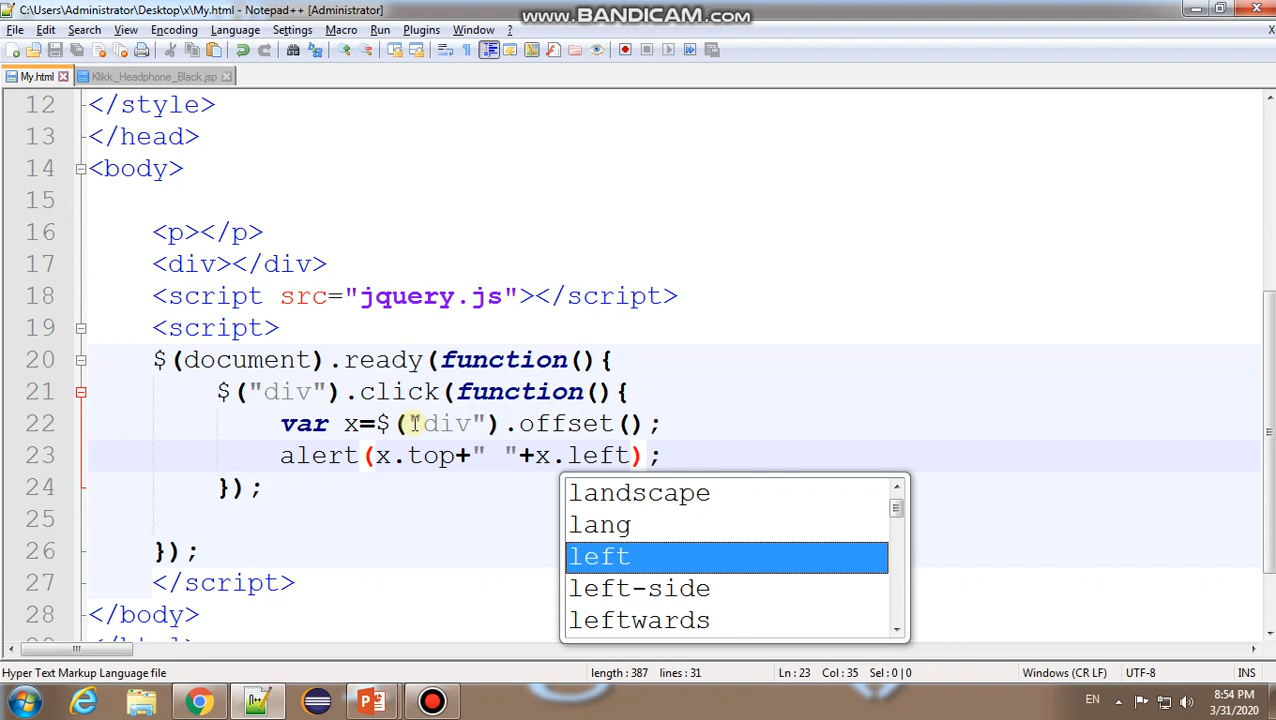 C:\Users\Administrator\Desktop\x\My.html - Notepad++ [Administrator]
www.BANDICAM.com
File Edit Search View Encoding Language Settings Macro Run Plugins Window ?
X
My.html Klikk_Headphone_Black.jsp
12 </style>
13 </head>
14 <body>
15
16 <p></p>
17 <div></div>
18 <script src="jquery.js"></script>
19 <script>
20 $(document).ready(function(){
21 $("div").click(function(){
22 var x=$("div").offset();
23 alert(x.top+" "+x.left);
24 });
25
26 });
27 </script>
28 </body>
landscape
lang
left
left-side
leftwards
Hyper Text Markup Language file length : 387 lines : 31 Ln : 23 Col : 35 Sel : 0 | 0 Windows (CR LF) UTF-8 INS
EN 8:54 PM
3/31/2020